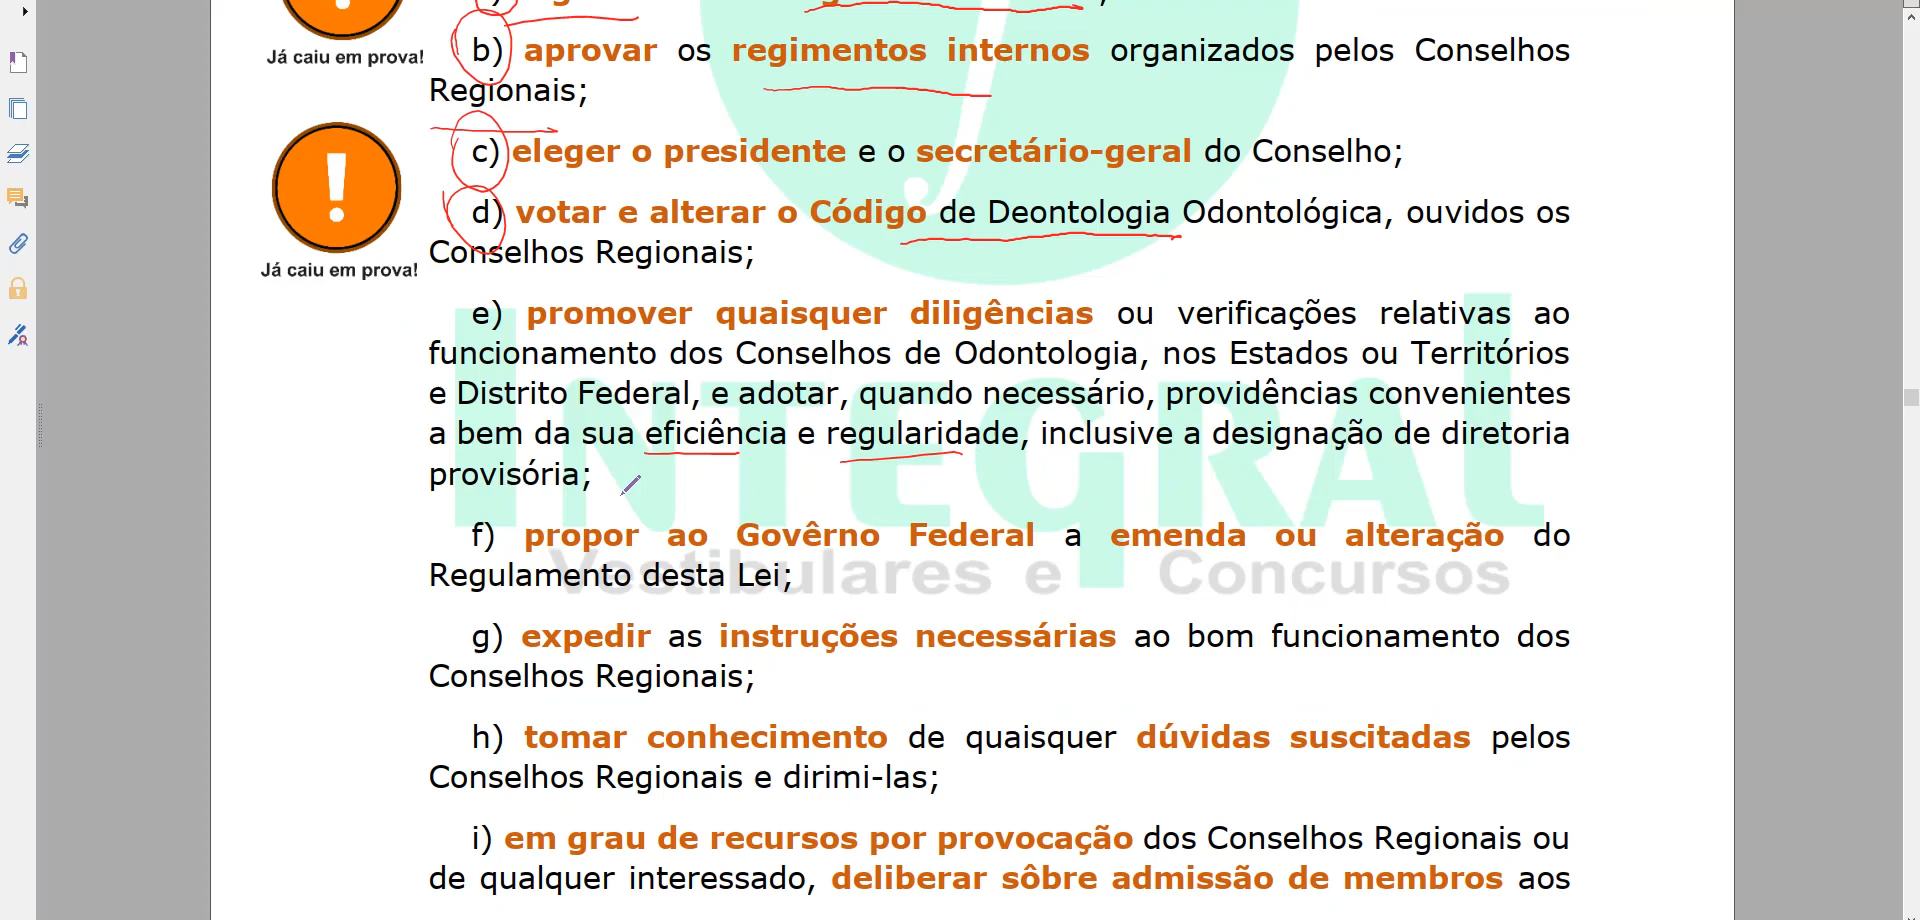 Já caiu em prova!
b) aprovar os regimentos internos organizados pelos Conselhos
Regionais;
c) eleger o presidente e o secretário-geral do Conselho;
d) votar e alterar o Código de Deontologia Odontológica, ouvidos os
Conselhos Regionais;
Já caiu em prova!
e) promover quaisquer diligências ou verificações relativas ao
funcionamento dos Conselhos de Odontologia, nos Estados ou Territórios
e Distrito Federal, e adotar, quando necessário, providências convenientes
a bem da sua eficiência e regularidade, inclusive a designação de diretoria
provisória;
f) propor ao Govêrno Federal a emenda ou alteração do
Regulamento desta Lei;
g) expedir as instruções necessárias ao bom funcionamento dos
Conselhos Regionais;
h) tomar conhecimento de quaisquer dúvidas suscitadas pelos
Conselhos Regionais e dirimi-las;
i) em grau de recursos por provocação dos Conselhos Regionais ou
de qualquer interessado, deliberar sôbre admissão de membros aos
INTEGRAL
Vestibulares e Concursos